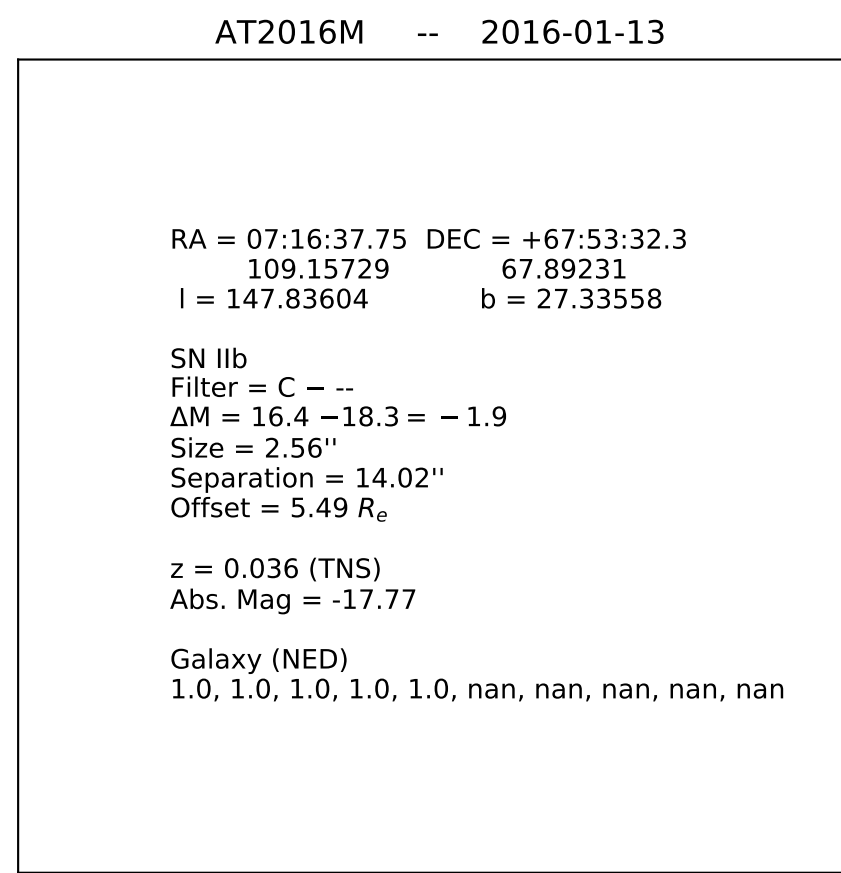 AT2016M -- 2016-01-13
RA = 07:16:37.75 DEC = +67:53:32.3
109.15729 67.89231
l = 147.83604 b = 27.33558
SN IIb
Filter = C − --
ΔM = 16.4 −18.3 = − 1.9
Size = 2.56''
Separation = 14.02''
Offset = 5.49 Rₑ
z = 0.036 (TNS)
Abs. Mag = -17.77
Galaxy (NED)
1.0, 1.0, 1.0, 1.0, 1.0, nan, nan, nan, nan, nan